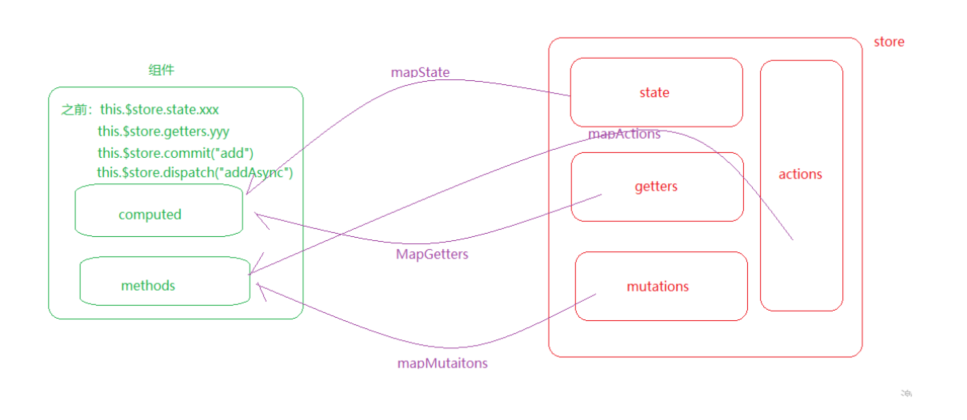 store
组件
mapState
state
之前：this.$store.state.xxx
this.$store.getters.yyy
mapActions
this.$store.commit("add")
this.$store.dispatch("addAsync")
actions
getters
computed
MapGetters
methods
mutations
mapMutaitons